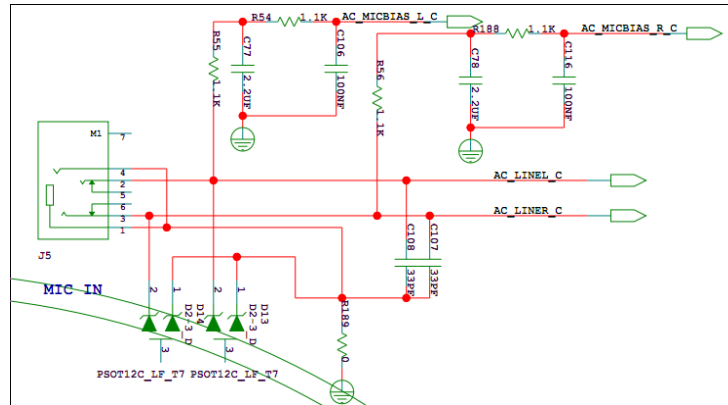 R54
1.1K
AC_MICBIAS_L_C
R188
1.1K
AC_MICBIAS_R_C
R55
1.1K
C77
2.2UF
C106
100NF
R56
1.1K
C78
2.2UF
C116
100NF
M1
7
4
2
5
6
3
1
J5
AC_LINEL_C
AC_LINER_C
C108
33PF
C107
33PF
MIC IN
2
1
2
1
D14
D2-3_D
D13
D2-3_D
3
3
R189
0
PSOT12C_LF_T7
PSOT12C_LF_T7